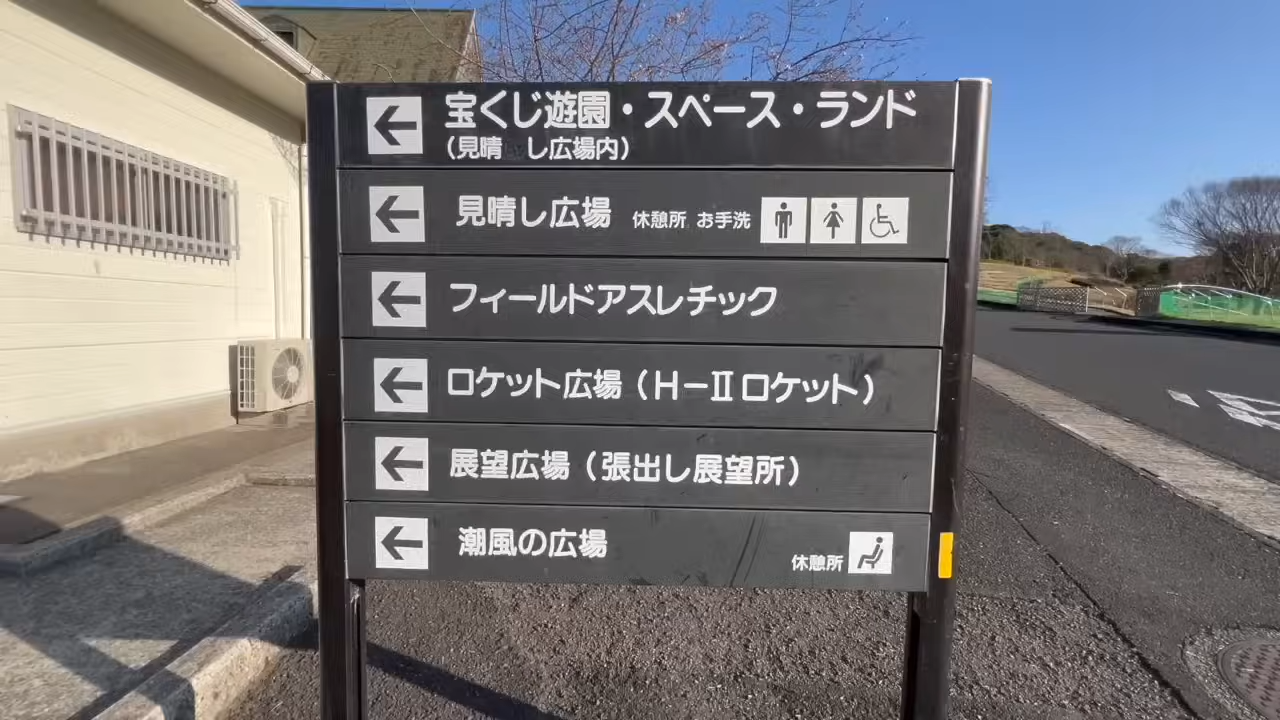 宝くじ遊園・スペース・ランド
（見晴　し広場内）
見晴し広場 休憩所 お手洗
フィールドアスレチック
ロケット広場（H－Ⅱロケット）
展望広場（張出し展望所）
潮風の広場 休憩所